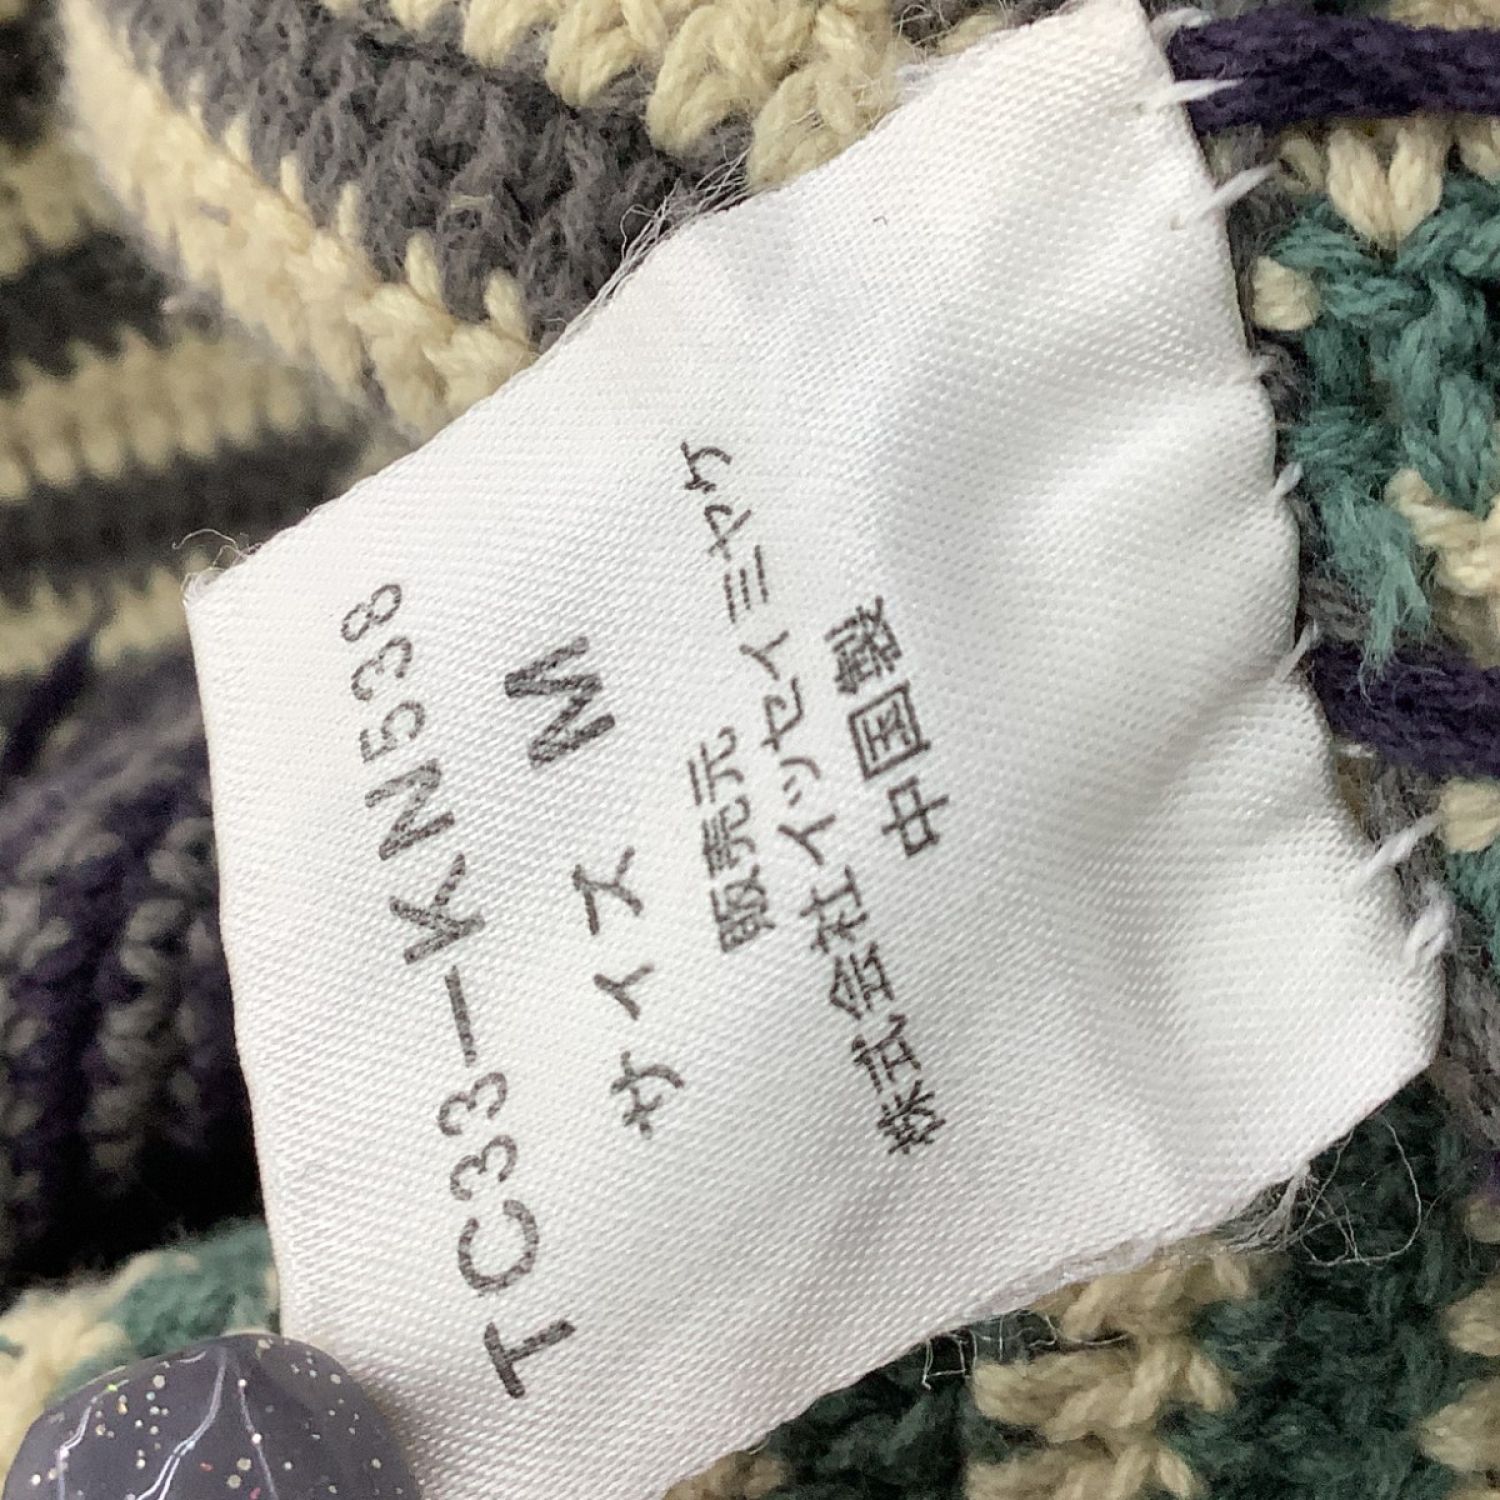 TC33-KN538
サイズ M
販売元
株式会社イッセイミヤケ
中国製